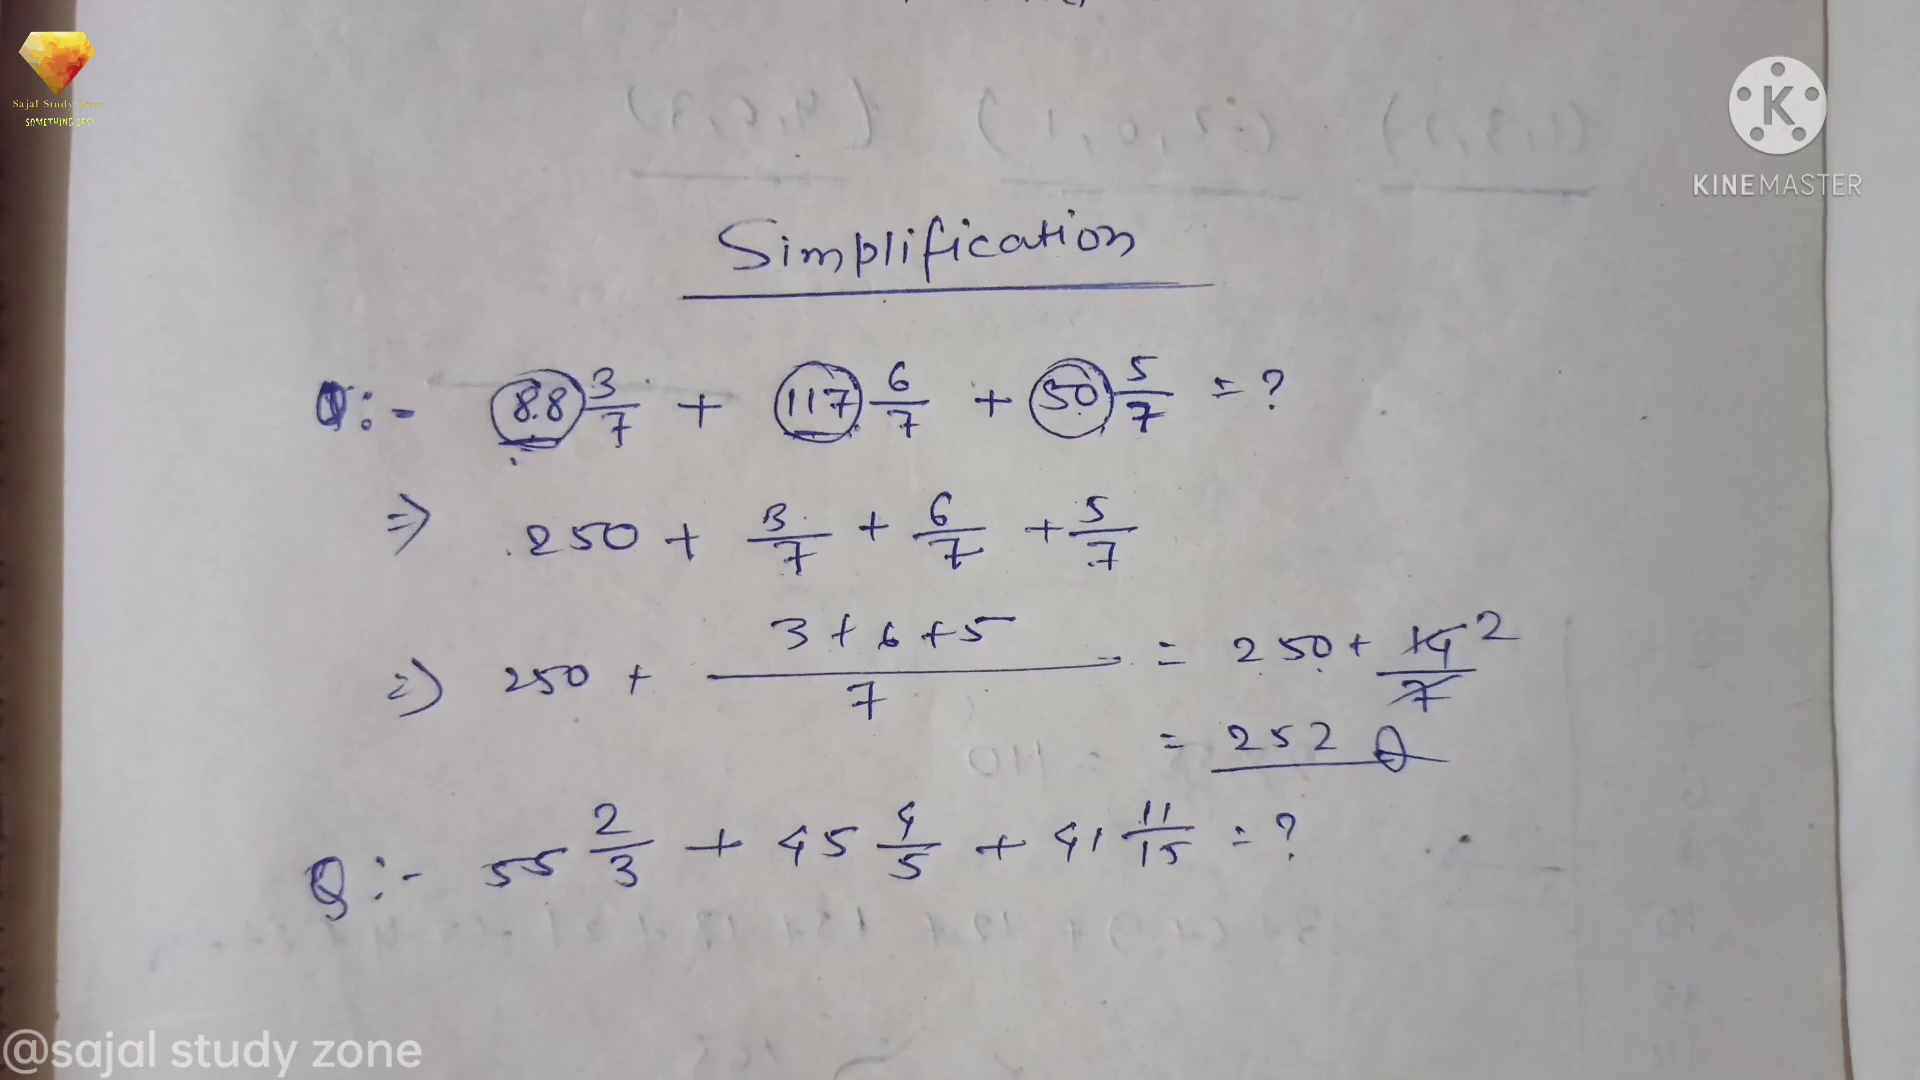 Sajal Study Zone
SOMETHING EASY
K
KINEMASTER
Simplification
Q:- 88 3/7 + 117 6/7 + 50 5/7 = ?
⇒ 250 + 3/7 + 6/7 + 5/7
⇒ 250 + (3+6+5)/7 = 250 + 14/7 2
= 252
Q:- 55 2/3 + 45 4/5 + 41 11/15 = ?
@sajal study zone